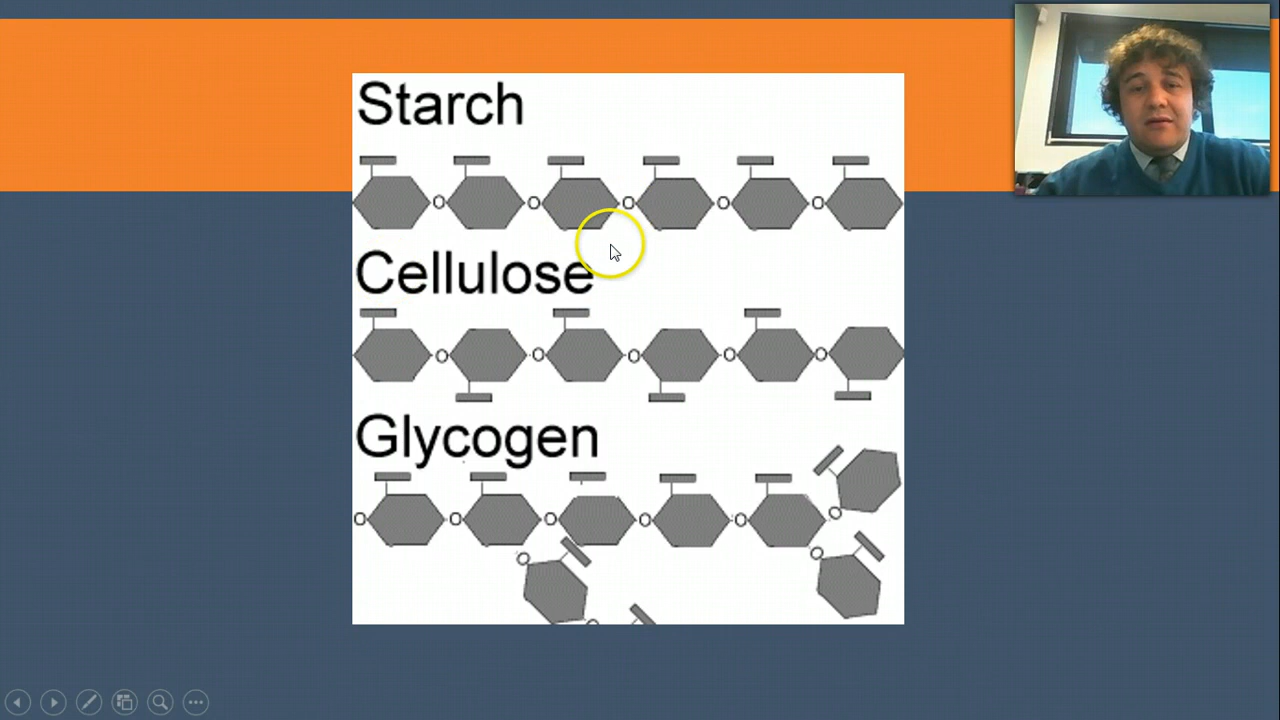 Starch
O O O O O
Cellulose
O O O O O
Glycogen
O O O O O O
O O
O